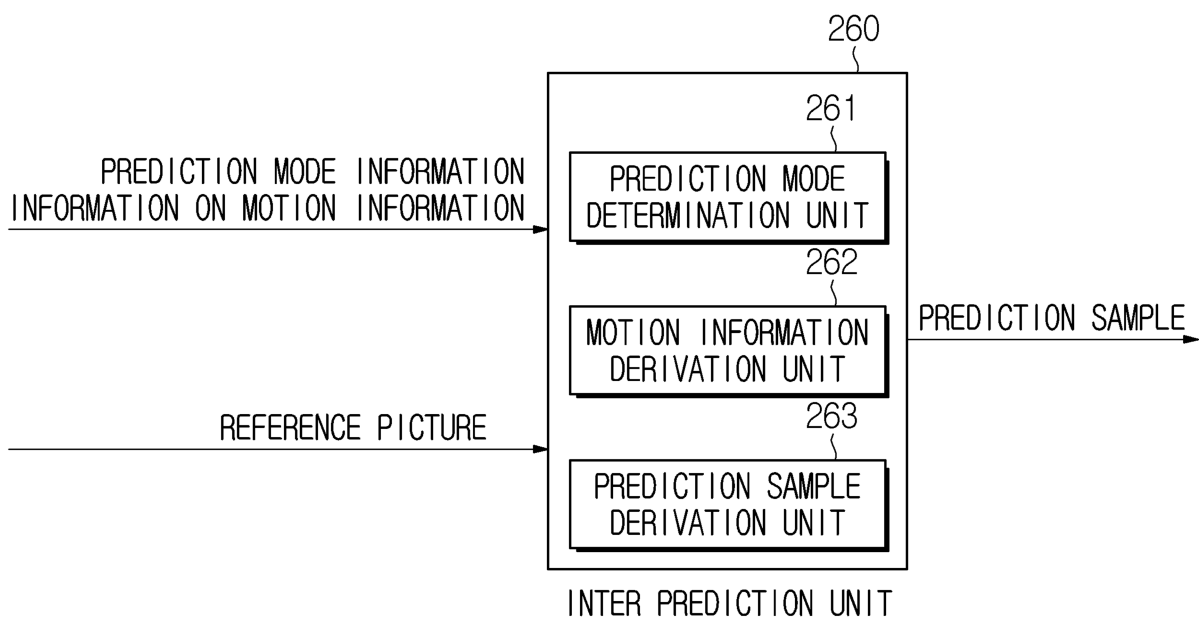 260
261
PREDICTION MODE INFORMATION
INFORMATION ON MOTION INFORMATION
PREDICTION MODE
DETERMINATION UNIT
262
MOTION INFORMATION
DERIVATION UNIT
PREDICTION SAMPLE
REFERENCE PICTURE
263
PREDICTION SAMPLE
DERIVATION UNIT
INTER PREDICTION UNIT